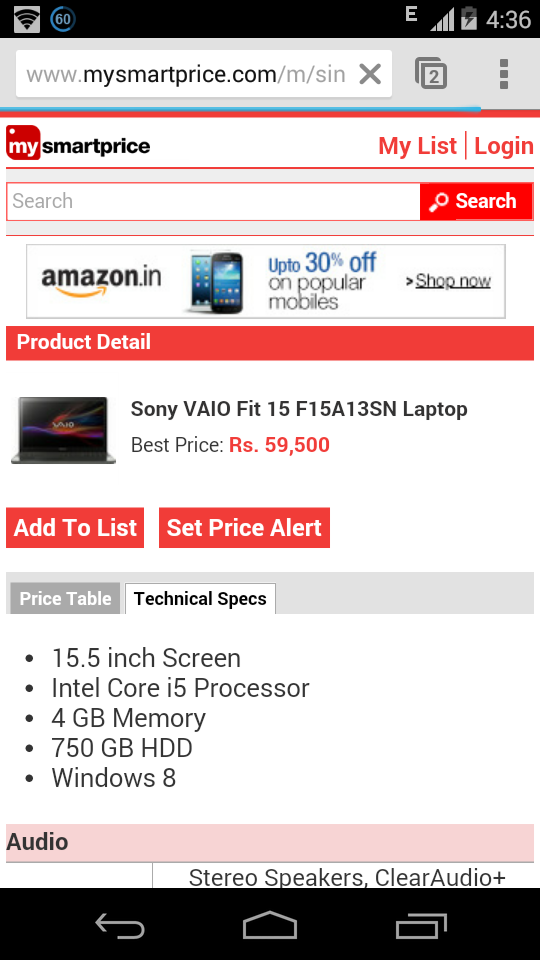 60
E
4:36
www.mysmartprice.com/m/sin
2
my smartprice
My List | Login
Search
Search
amazon.in
Upto 30% off
on popular
mobiles
> Shop now
Product Detail
VAIO
Sony VAIO Fit 15 F15A13SN Laptop
Best Price: Rs. 59,500
Add To List
Set Price Alert
Price Table
Technical Specs
• 15.5 inch Screen
• Intel Core i5 Processor
• 4 GB Memory
• 750 GB HDD
• Windows 8
Audio
Stereo Speakers, ClearAudio+